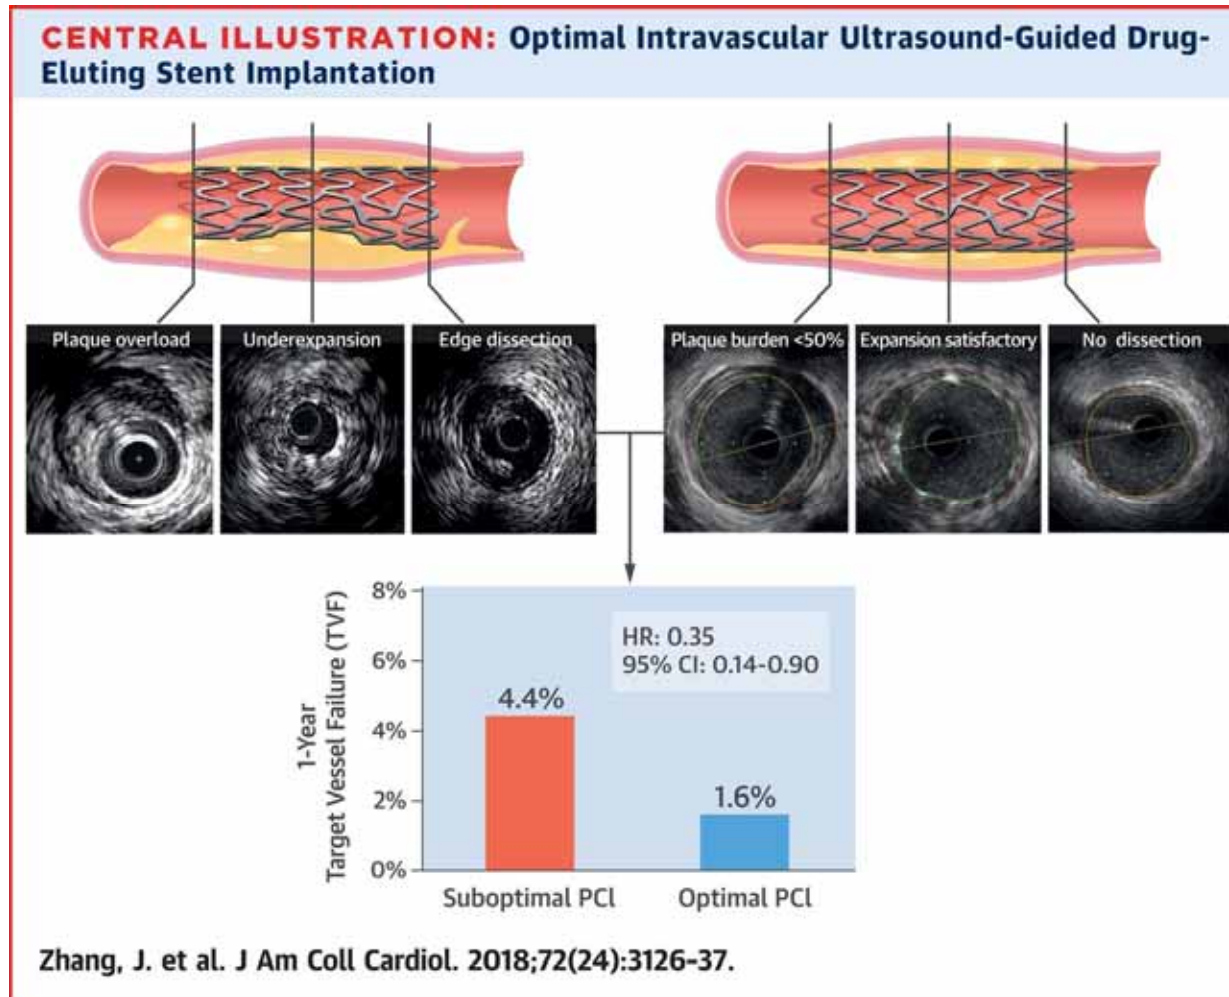 CENTRAL ILLUSTRATION: Optimal Intravascular Ultrasound-Guided Drug-
Eluting Stent Implantation
Plaque overload
Underexpansion
Edge dissection
Plaque burden <50%
Expansion satisfactory
No dissection
8%
6%
4%
2%
0%
1-Year
Target Vessel Failure (TVF)
HR: 0.35
95% CI: 0.14-0.90
4.4%
1.6%
Suboptimal PCI
Optimal PCI
Zhang, J. et al. J Am Coll Cardiol. 2018;72(24):3126-37.